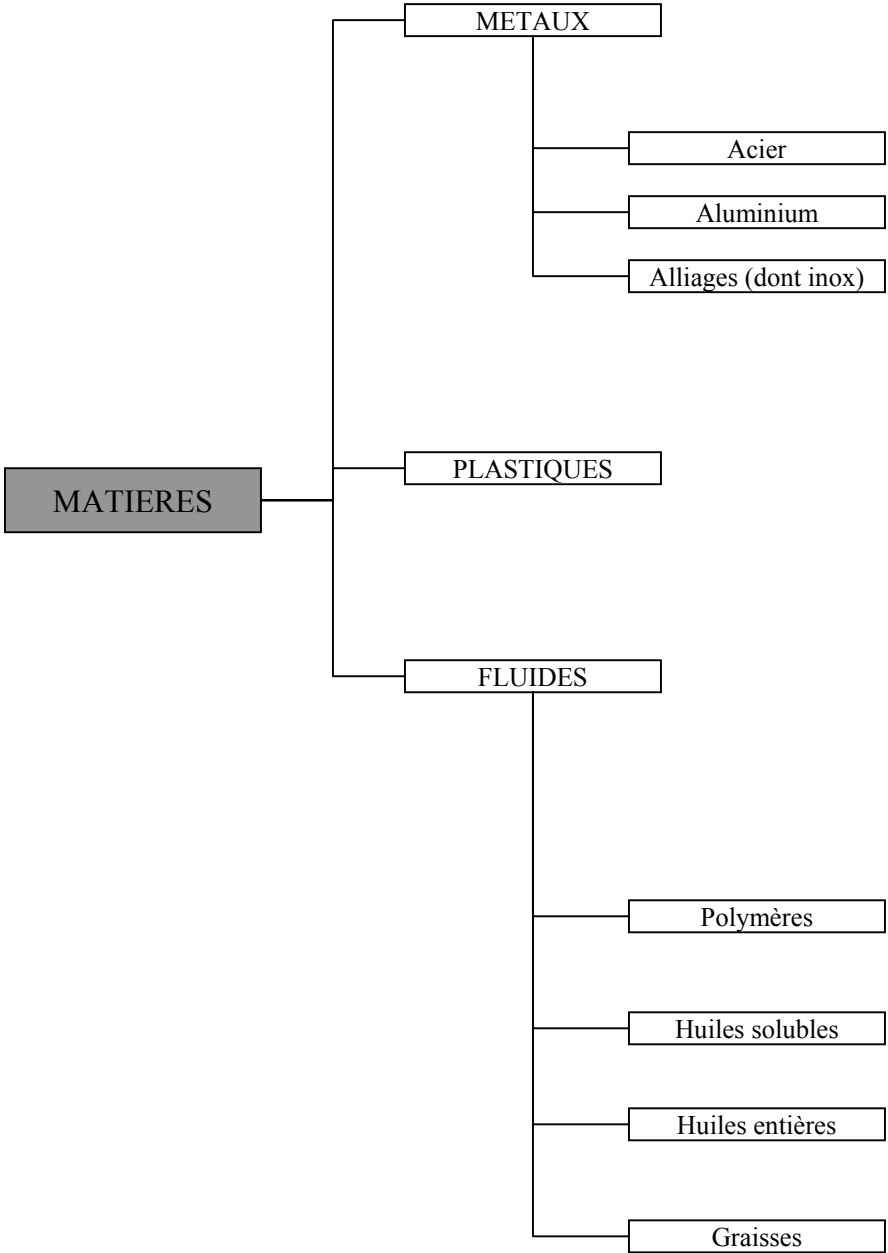 METAUX
Acier
Aluminium
Alliages (dont inox)
PLASTIQUES
MATIERES
FLUIDES
Polymères
Huiles solubles
Huiles entières
Graisses